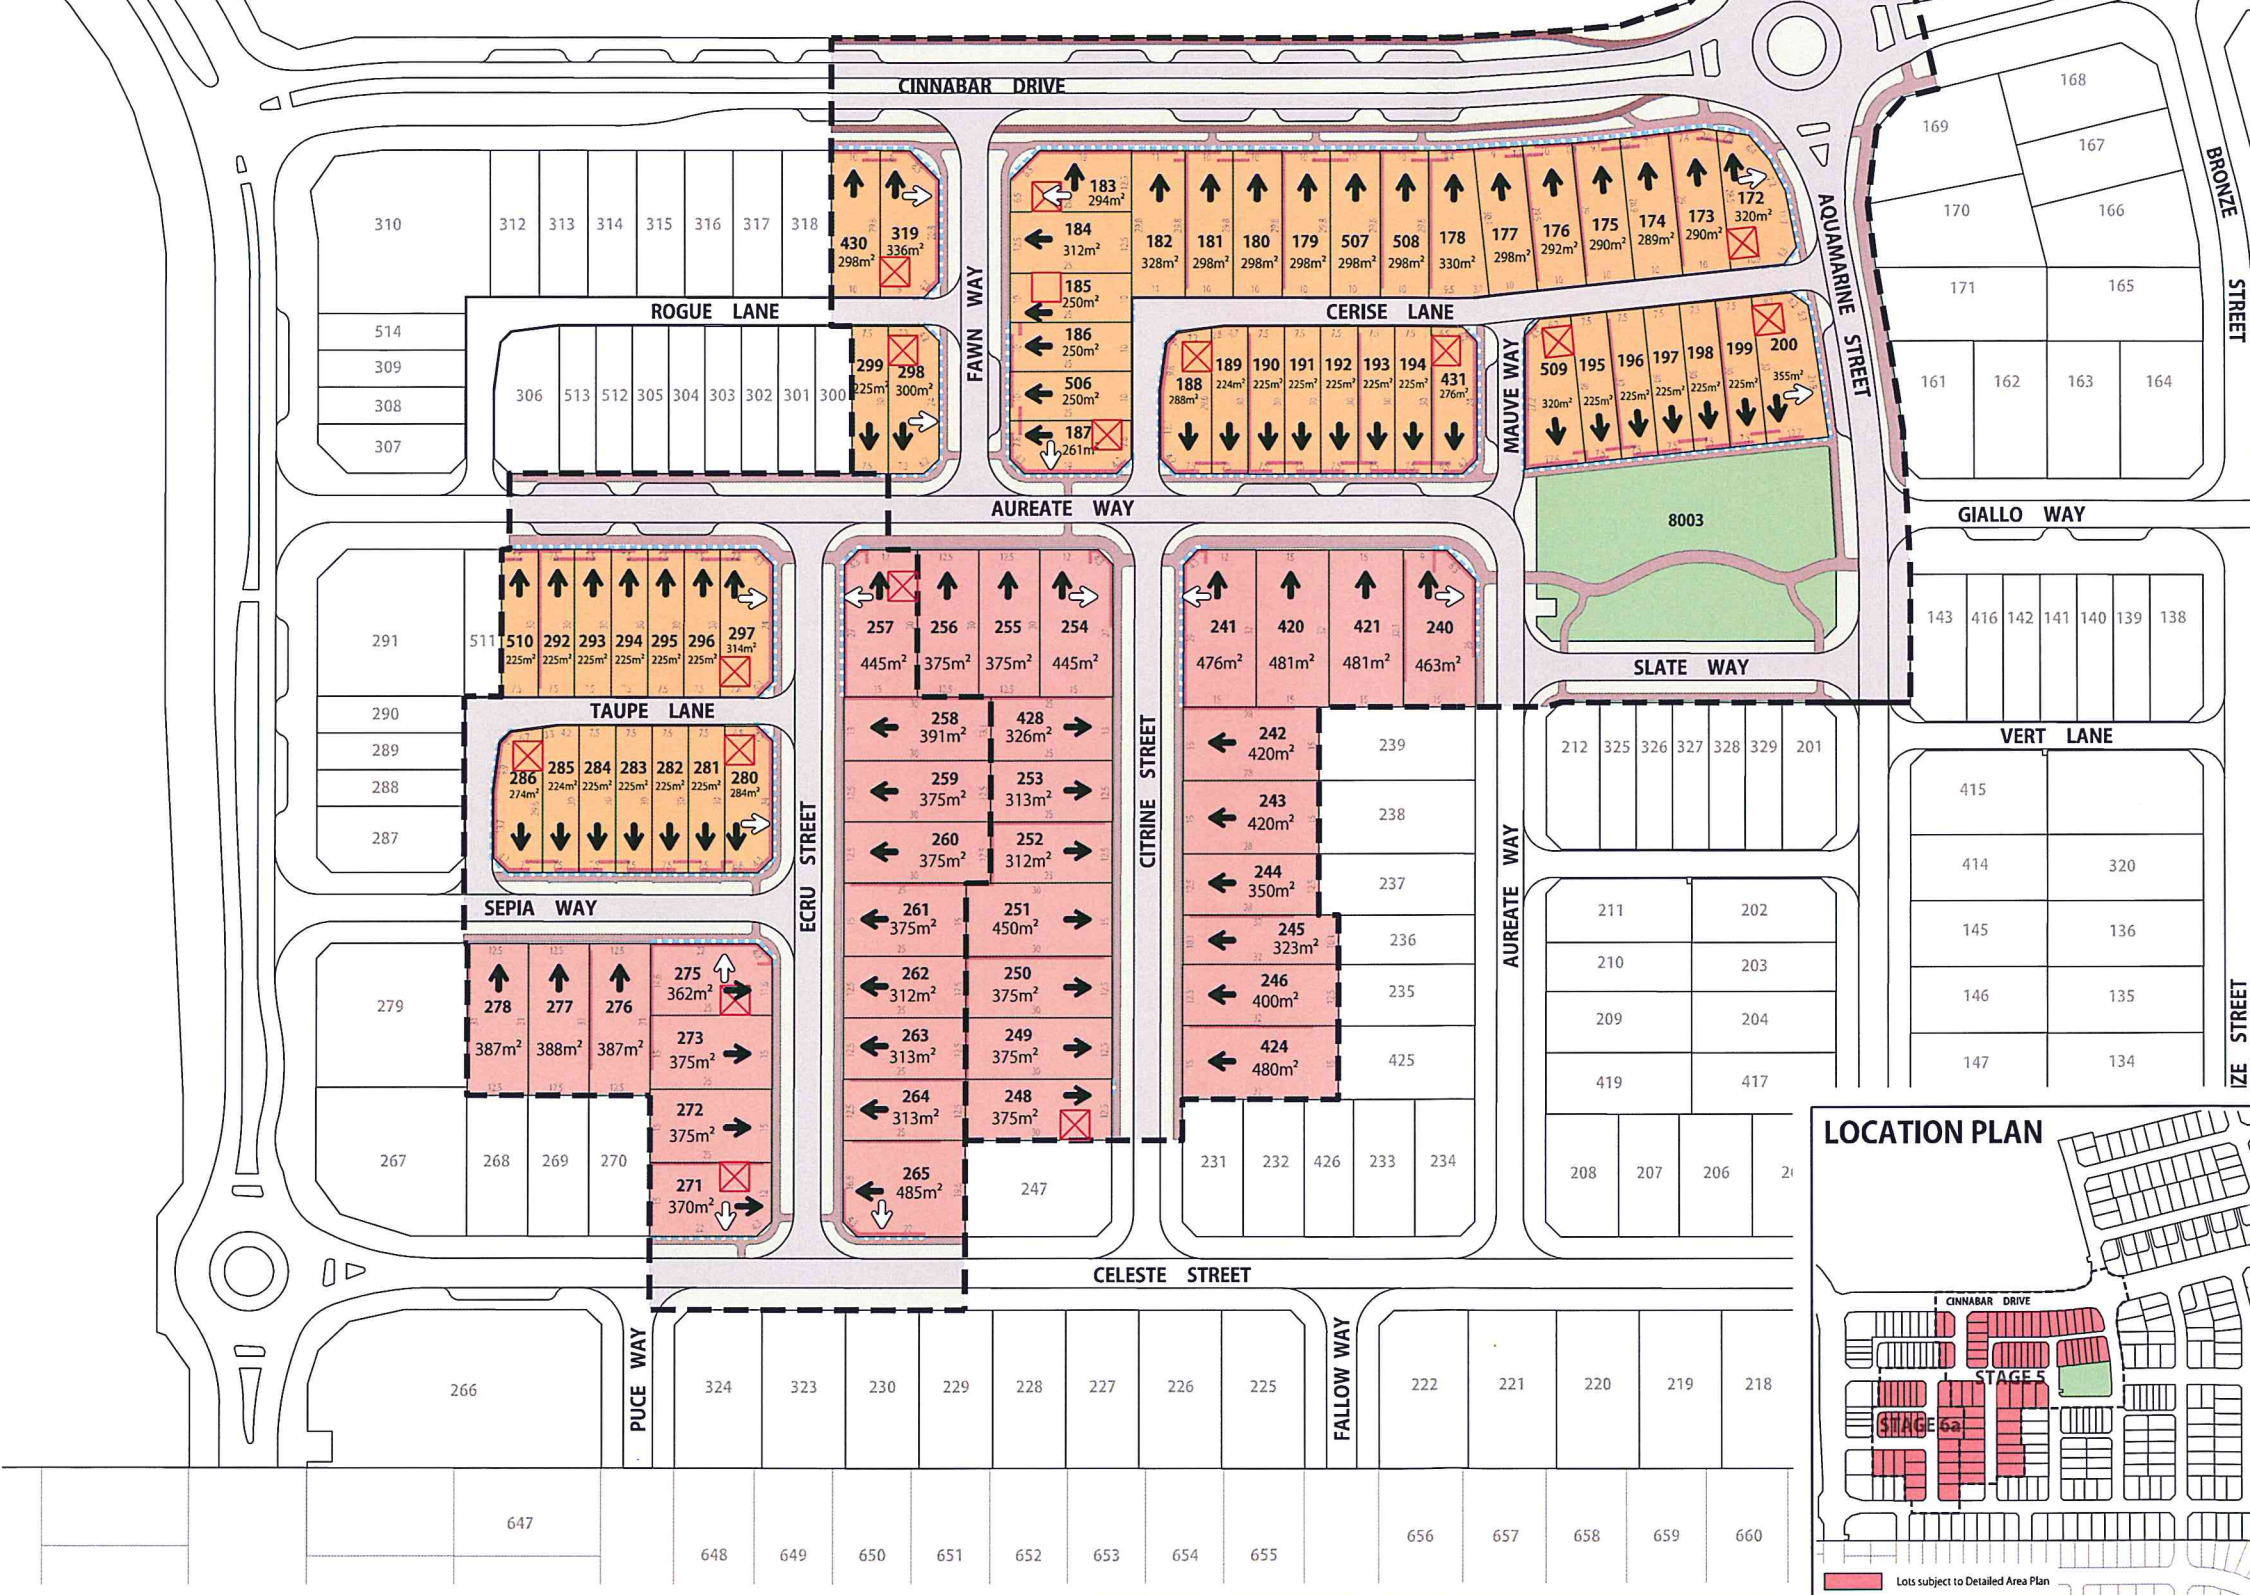 CINNABAR DRIVE
168
169
167
BRONZE
STREET
170
166
171
165
161
162
163
164
310
312
313
314
315
316
317
318
430
298m²
319
336m²
183
294m²
184
312m²
185
250m²
186
250m²
506
250m²
187
261m²
182
328m²
181
298m²
180
298m²
179
298m²
507
298m²
508
298m²
178
330m²
177
298m²
176
292m²
175
290m²
174
289m²
173
290m²
172
320m²
AQUAMARINE STREET
FAWN WAY
ROGUE LANE
CERISE LANE
MAUVE WAY
514
309
308
307
306
513
512
305
304
303
302
301
300
299
225m²
298
300m²
188
288m²
189
224m²
190
225m²
191
225m²
192
225m²
193
225m²
194
225m²
431
276m²
509
320m²
195
225m²
196
225m²
197
225m²
198
225m²
199
225m²
200
355m²
AUREATE WAY
8003
GIALLO WAY
291
511
510
225m²
292
225m²
293
225m²
294
225m²
295
225m²
296
225m²
297
314m²
257
445m²
256
375m²
255
375m²
254
445m²
241
476m²
420
481m²
421
481m²
240
463m²
SLATE WAY
143
416
142
141
140
139
138
TAUPE LANE
290
289
288
287
286
274m²
285
224m²
284
225m²
283
225m²
282
225m²
281
225m²
280
284m²
ECRU STREET
258
391m²
428
326m²
259
375m²
253
313m²
260
375m²
252
312m²
261
375m²
251
450m²
262
312m²
250
375m²
263
313m²
249
375m²
264
313m²
248
375m²
265
485m²
247
CITRINE STREET
242
420m²
243
420m²
244
350m²
245
323m²
246
400m²
424
480m²
239
238
237
236
235
425
AUREATE WAY
212
325
326
327
328
329
201
VERT LANE
415
414
320
145
136
146
135
147
134
211
202
210
203
209
204
419
417
208
207
206
SEPIA WAY
279
278
387m²
277
388m²
276
387m²
275
362m²
273
375m²
272
375m²
271
370m²
267
268
269
270
231
232
426
233
234
CELESTE STREET
266
PUCE WAY
324
323
230
229
228
227
226
225
FALLOW WAY
222
221
220
219
218
647
648
649
650
651
652
653
654
655
656
657
658
659
660
STREET
LOCATION PLAN
CINNABAR DRIVE
STAGE 5
STAGE 6a
Lots subject to Detailed Area Plan